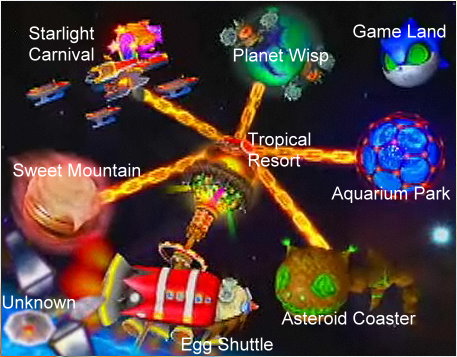 Starlight
Carnival
Planet Wisp
Game Land
Tropical
Resort
Sweet Mountain
Aquarium Park
Unknown
Asteroid Coaster
Egg Shuttle